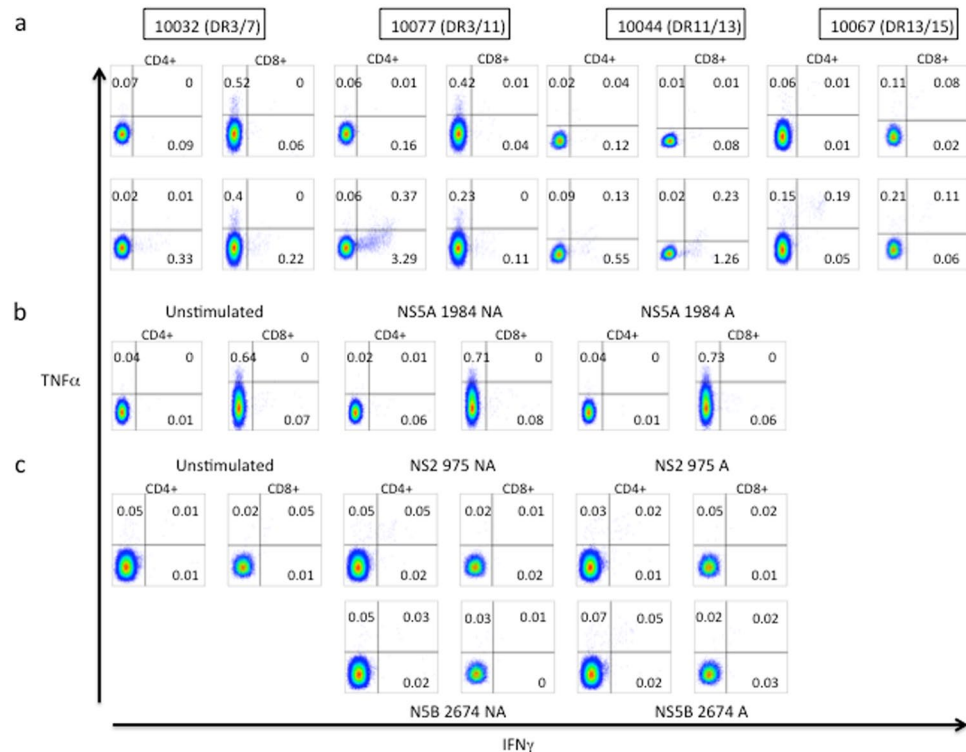 a
10032 (DR3/7) 10077 (DR3/11) 10044 (DR11/13) 10067 (DR13/15)
CD4+ CD8+ CD4+ CD8+ CD4+ CD8+ CD4+ CD8+
0.07 0 0.52 0 0.06 0.01 0.42 0 0.02 0.04 0.01 0.01 0.06 0.01 0.11 0.08
0.09 0.06 0.16 0.04 0.12 0.08 0.01 0.02
0.02 0.01 0.4 0 0.06 0.37 0.23 0 0.09 0.13 0.02 0.23 0.15 0.19 0.21 0.11
0.33 0.22 3.29 0.11 0.55 1.26 0.05 0.06
b
Unstimulated NS5A 1984 NA NS5A 1984 A
CD4+ CD8+ CD4+ CD8+ CD4+ CD8+
0.04 0 0.64 0 0.02 0.01 0.71 0 0.04 0 0.73 0
TNFα
0.01 0.07 0.06 0.08 0.01 0.06
c
Unstimulated NS2 975 NA NS2 975 A
CD4+ CD8+ CD4+ CD8+ CD4+ CD8+
0.05 0.01 0.02 0.05 0.05 0.05 0.02 0.01 0.03 0.02 0.05 0.02
0.01 0.01 0.02 0.02 0.01 0.01
0.05 0.03 0.03 0.01 0.07 0.05 0.02 0.02
0.02 0 0.02 0.03
N5B 2674 NA NS5B 2674 A
IFNγ